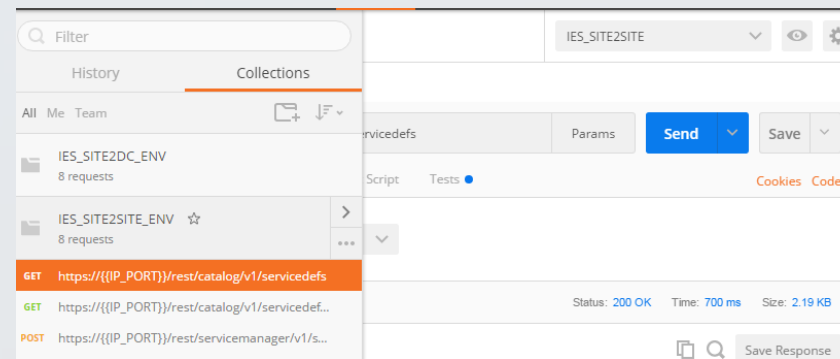 Filter
IES_SITE2SITE
History Collections
All Me Team
ervicedefs Params Send Save
IES_SITE2DC_ENV
8 requests
Script Tests Cookies Code
IES_SITE2SITE_ENV
8 requests
GET https://{{IP_PORT}}/rest/catalog/v1/servicedefs
GET https://{{IP_PORT}}/rest/catalog/v1/servicedef...
Status: 200 OK Time: 700 ms Size: 2.19 KB
POST https://{{IP_PORT}}/rest/servicemanager/v1/s...
Save Response